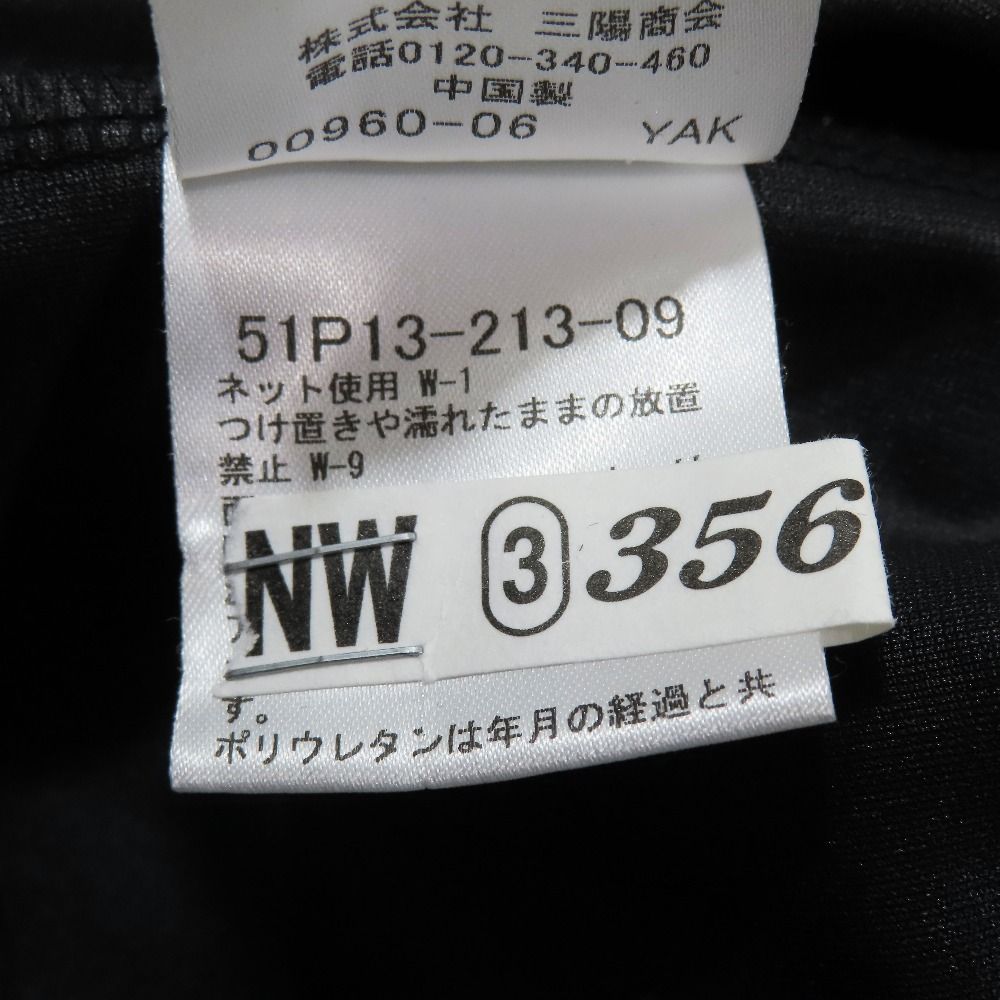 株式会社 三陽商会
電話0120-340-460
中国製
00960-06 YAK
51P13-213-09
ネット使用 W-1
つけ置きや濡れたままの放置
禁止 W-9
NW ③ 356
す。
ポリウレタンは年月の経過と共